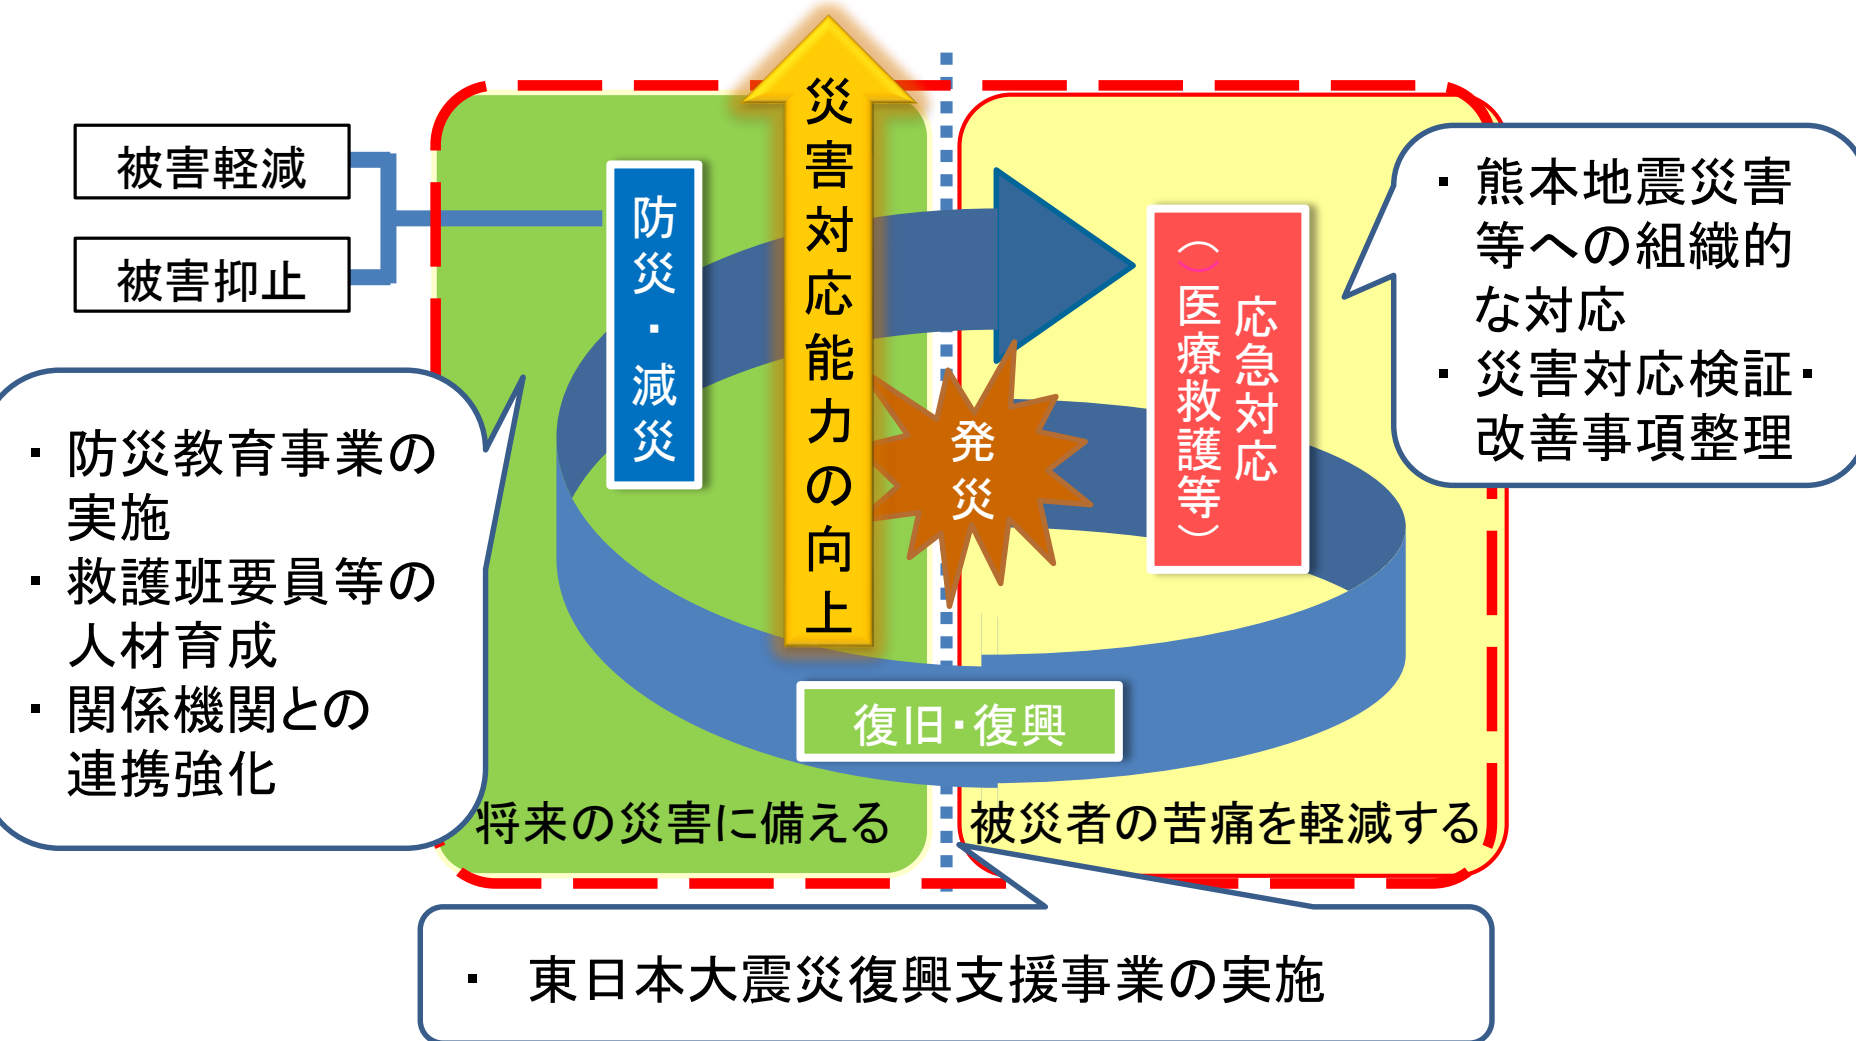 災害対応能力の向上
被害軽減
被害抑止
防災・減災
応急対応
（）医療救護等）
発災
復旧・復興
・熊本地震災害
等への組織的
な対応
・災害対応検証・
改善事項整理
・防災教育事業の
実施
・救護班要員等の
人材育成
・関係機関との
連携強化
将来の災害に備える
被災者の苦痛を軽減する
・ 東日本大震災復興支援事業の実施